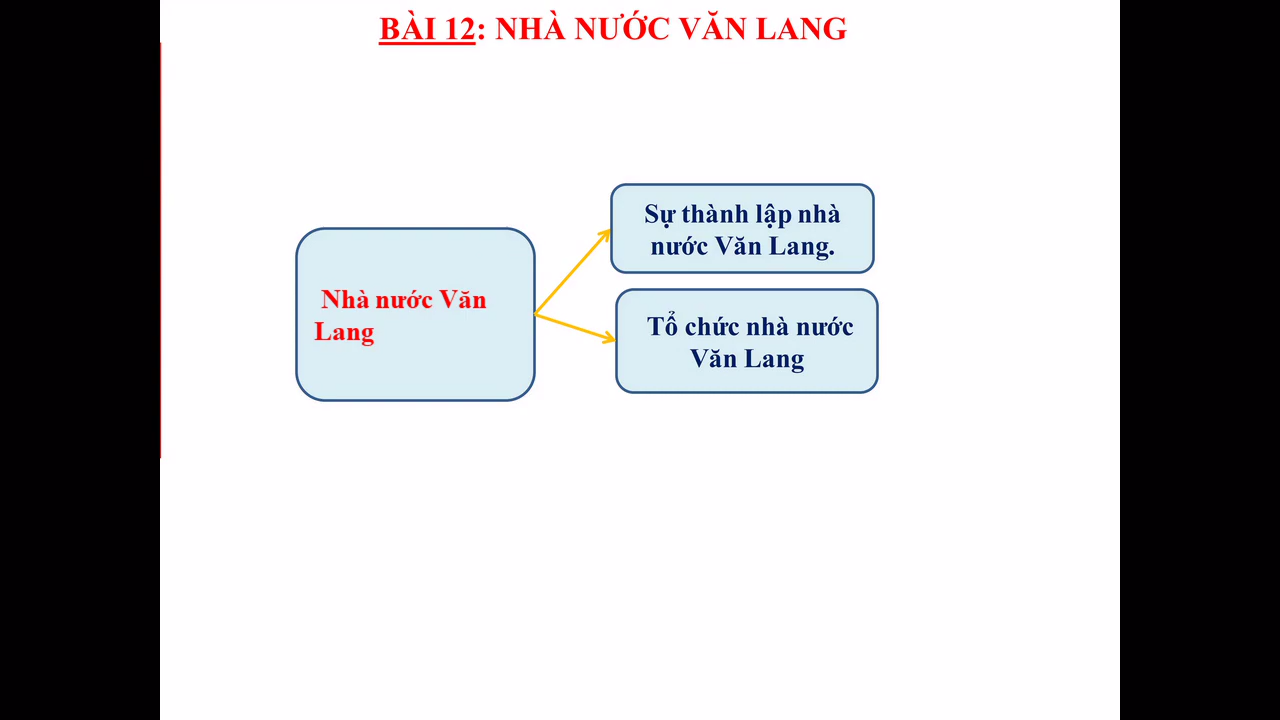 BÀI 12: NHÀ NƯỚC VĂN LANG
Nhà nước Văn
Lang
Sự thành lập nhà
nước Văn Lang.
Tổ chức nhà nước
Văn Lang